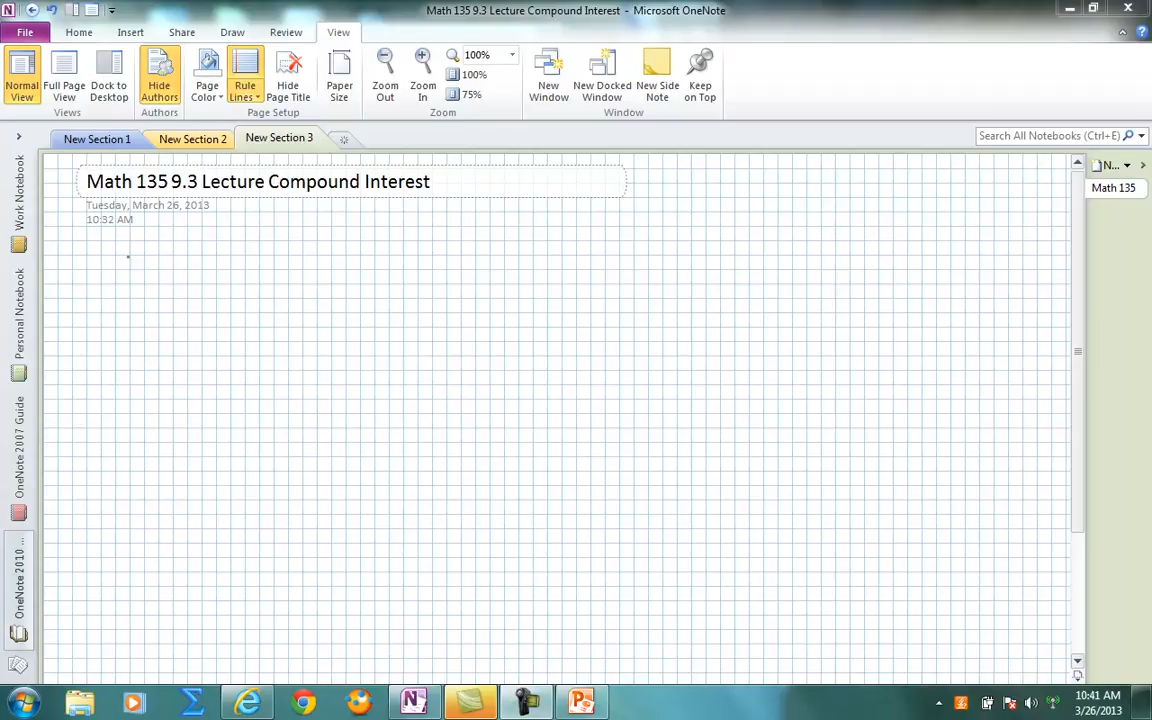 Math 135 9.3 Lecture Compound Interest - Microsoft OneNote
File Home Insert Share Draw Review View
Normal View
Full Page View
Dock to Desktop
Hide Authors
Page Color
Rule Lines
Hide Page Title
Paper Size
Zoom Out
Zoom In
100%
100%
75%
New Window
New Docked Window
New Side Note
Keep on Top
Views Authors Page Setup Zoom Window
New Section 1 New Section 2 New Section 3
Search All Notebooks (Ctrl+E)
N...
Math 135
Work Notebook
Personal Notebook
OneNote 2007 Guide
OneNote 2010 ...
Math 135 9.3 Lecture Compound Interest
Tuesday, March 26, 2013
10:32 AM
10:41 AM
3/26/2013